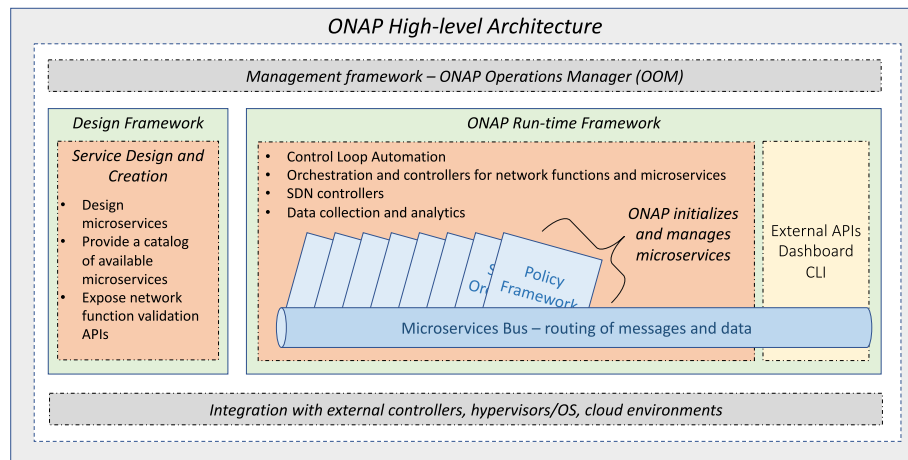 ONAP High-level Architecture
Management framework – ONAP Operations Manager (OOM)
Design Framework
Service Design and
Creation
• Design
microservices
• Provide a catalog
of available
microservices
• Expose network
function validation
APIs
ONAP Run-time Framework
• Control Loop Automation
• Orchestration and controllers for network functions and microservices
• SDN controllers
• Data collection and analytics
ONAP initializes
and manages
microservices
Policy
Framework
Microservices Bus – routing of messages and data
External APIs
Dashboard
CLI
Integration with external controllers, hypervisors/OS, cloud environments